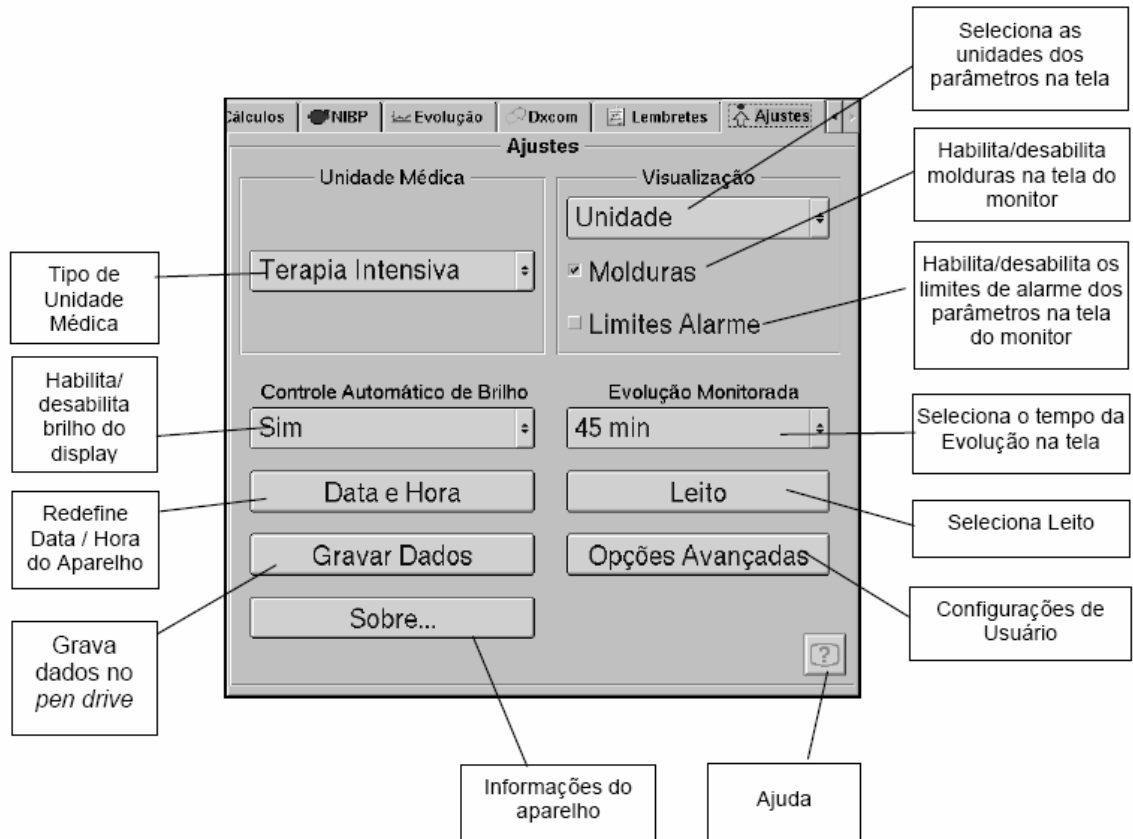 Seleciona as
unidades dos
parâmetros na tela
Cálculos NIBP Evolução Dxcom Lembretes Ajustes
Ajustes
Unidade Médica
Visualização
Unidade
Habilita/desabilita
molduras na tela do
monitor
Tipo de
Unidade
Médica
Terapia Intensiva
Molduras
Limites Alarme
Habilita/desabilita os
limites de alarme dos
parâmetros na tela
do monitor
Habilita/
desabilita
brilho do
display
Controle Automático de Brilho
Sim
Evolução Monitorada
45 min
Seleciona o tempo da
Evolução na tela
Redefine
Data / Hora
do Aparelho
Data e Hora
Leito
Seleciona Leito
Gravar Dados
Opções Avançadas
Configurações de
Usuário
Grava
dados no
pen drive
Sobre...
?
Informações do
aparelho
Ajuda